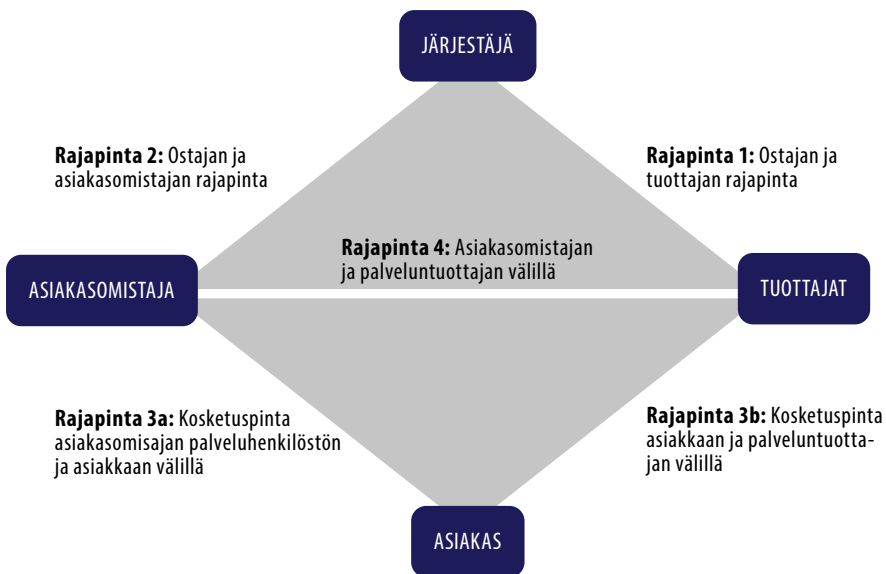 JÄRJESTÄJÄ
Rajapinta 2: Ostajan ja
asiakasomistajan rajapinta
Rajapinta 1: Ostajan ja
tuottajan rajapinta
Rajapinta 4: Asiakasomistajan
ja palveluntuottajan välillä
ASIAKASOMISTAJA
TUOTTAJAT
Rajapinta 3a: Kosketuspinta
asiakasomisajan palveluhenkilöstön
ja asiakkaan välillä
Rajapinta 3b: Kosketuspinta
asiakkaan ja palveluntuotta-
jan välillä
ASIAKAS